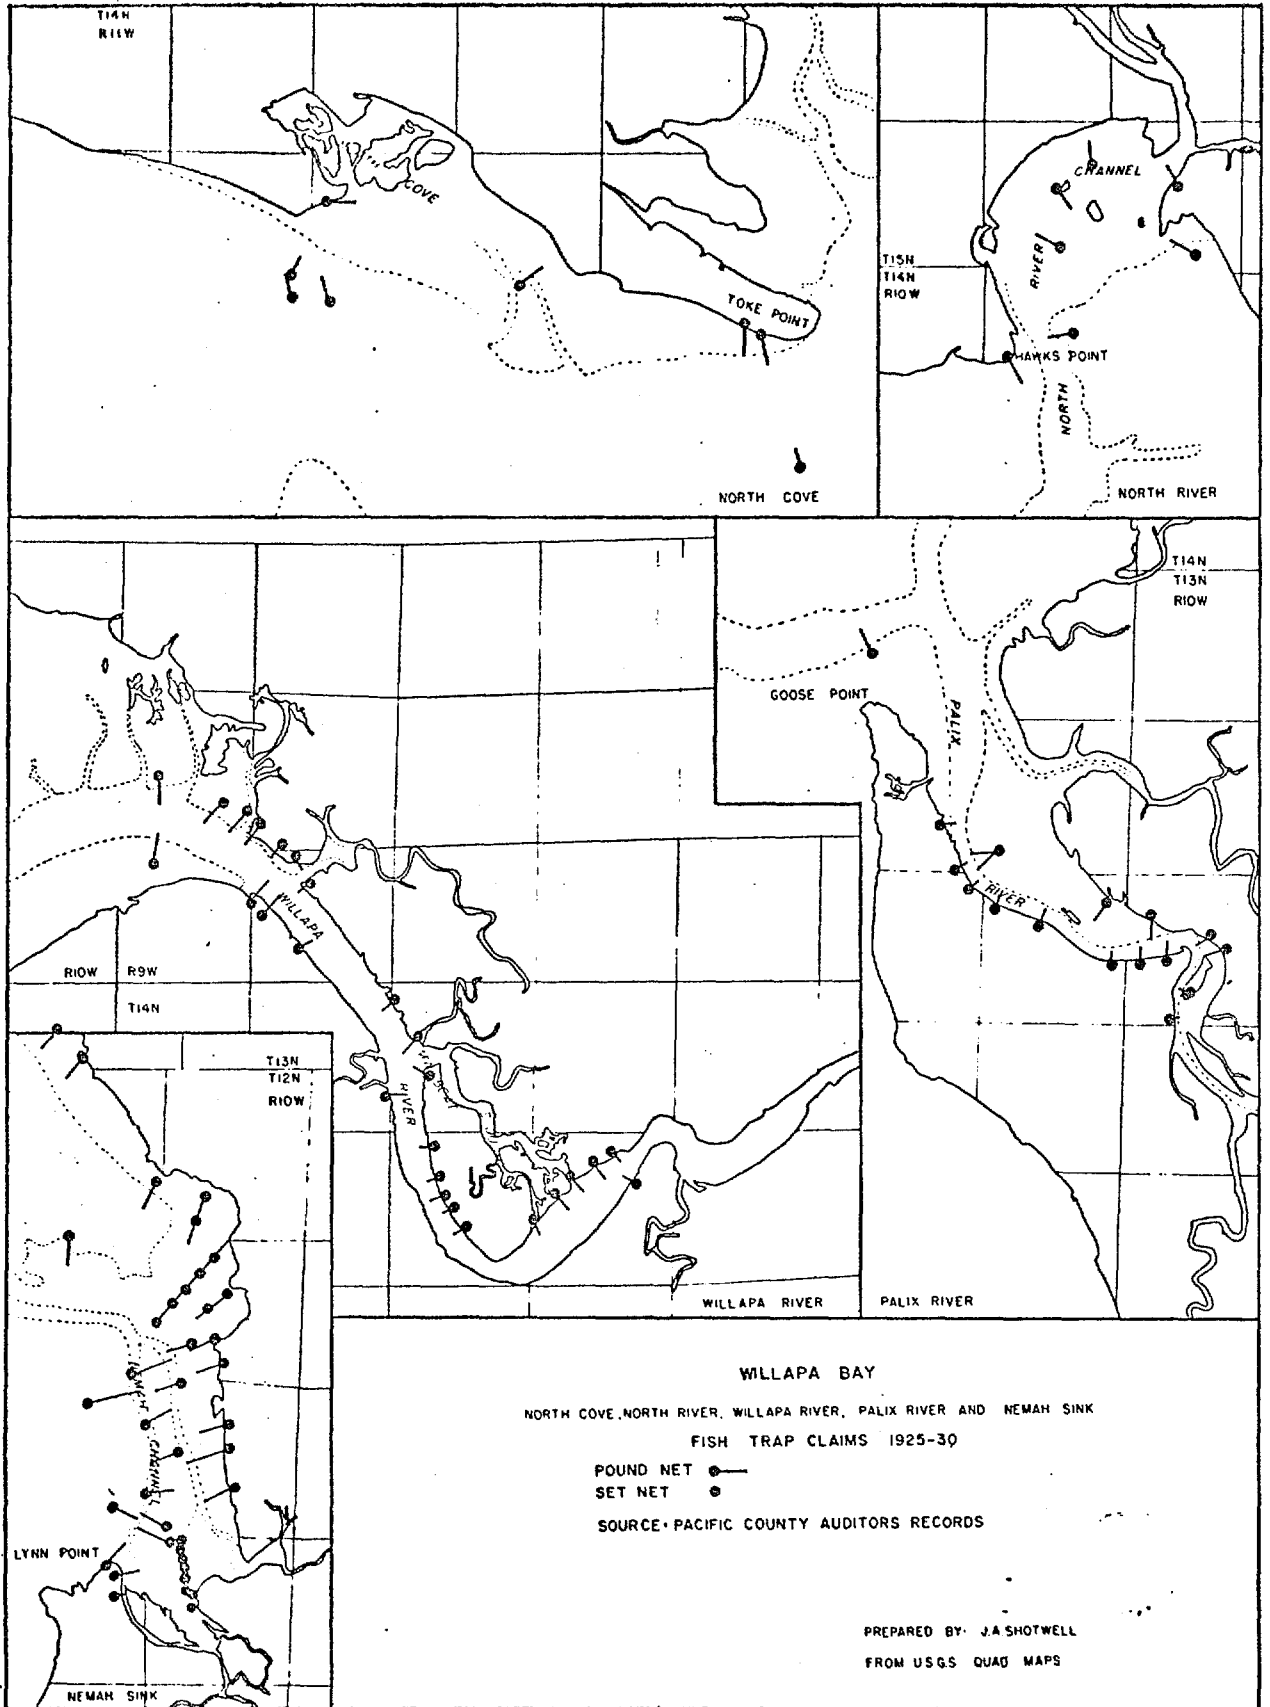 T14N
R11W
COVE
TOKE POINT
NORTH COVE
CHANNEL
RIVER
T15N
T14N
R10W
HAWKS POINT
NORTH
NORTH RIVER
WILLAPA
R10W R9W
T14N
RIVER
WILLAPA RIVER
T14N
T13N
R10W
GOOSE POINT
PALIX
RIVER
PALIX RIVER
T13N
T12N
R10W
NEMAH
CHANNEL
LYNN POINT
NEMAH SINK
WILLAPA BAY
NORTH COVE, NORTH RIVER, WILLAPA RIVER, PALIX RIVER AND NEMAH SINK
FISH TRAP CLAIMS 1925-30
POUND NET
SET NET
SOURCE: PACIFIC COUNTY AUDITORS RECORDS
PREPARED BY: J.A.SHOTWELL
FROM U.S.G.S QUAD MAPS